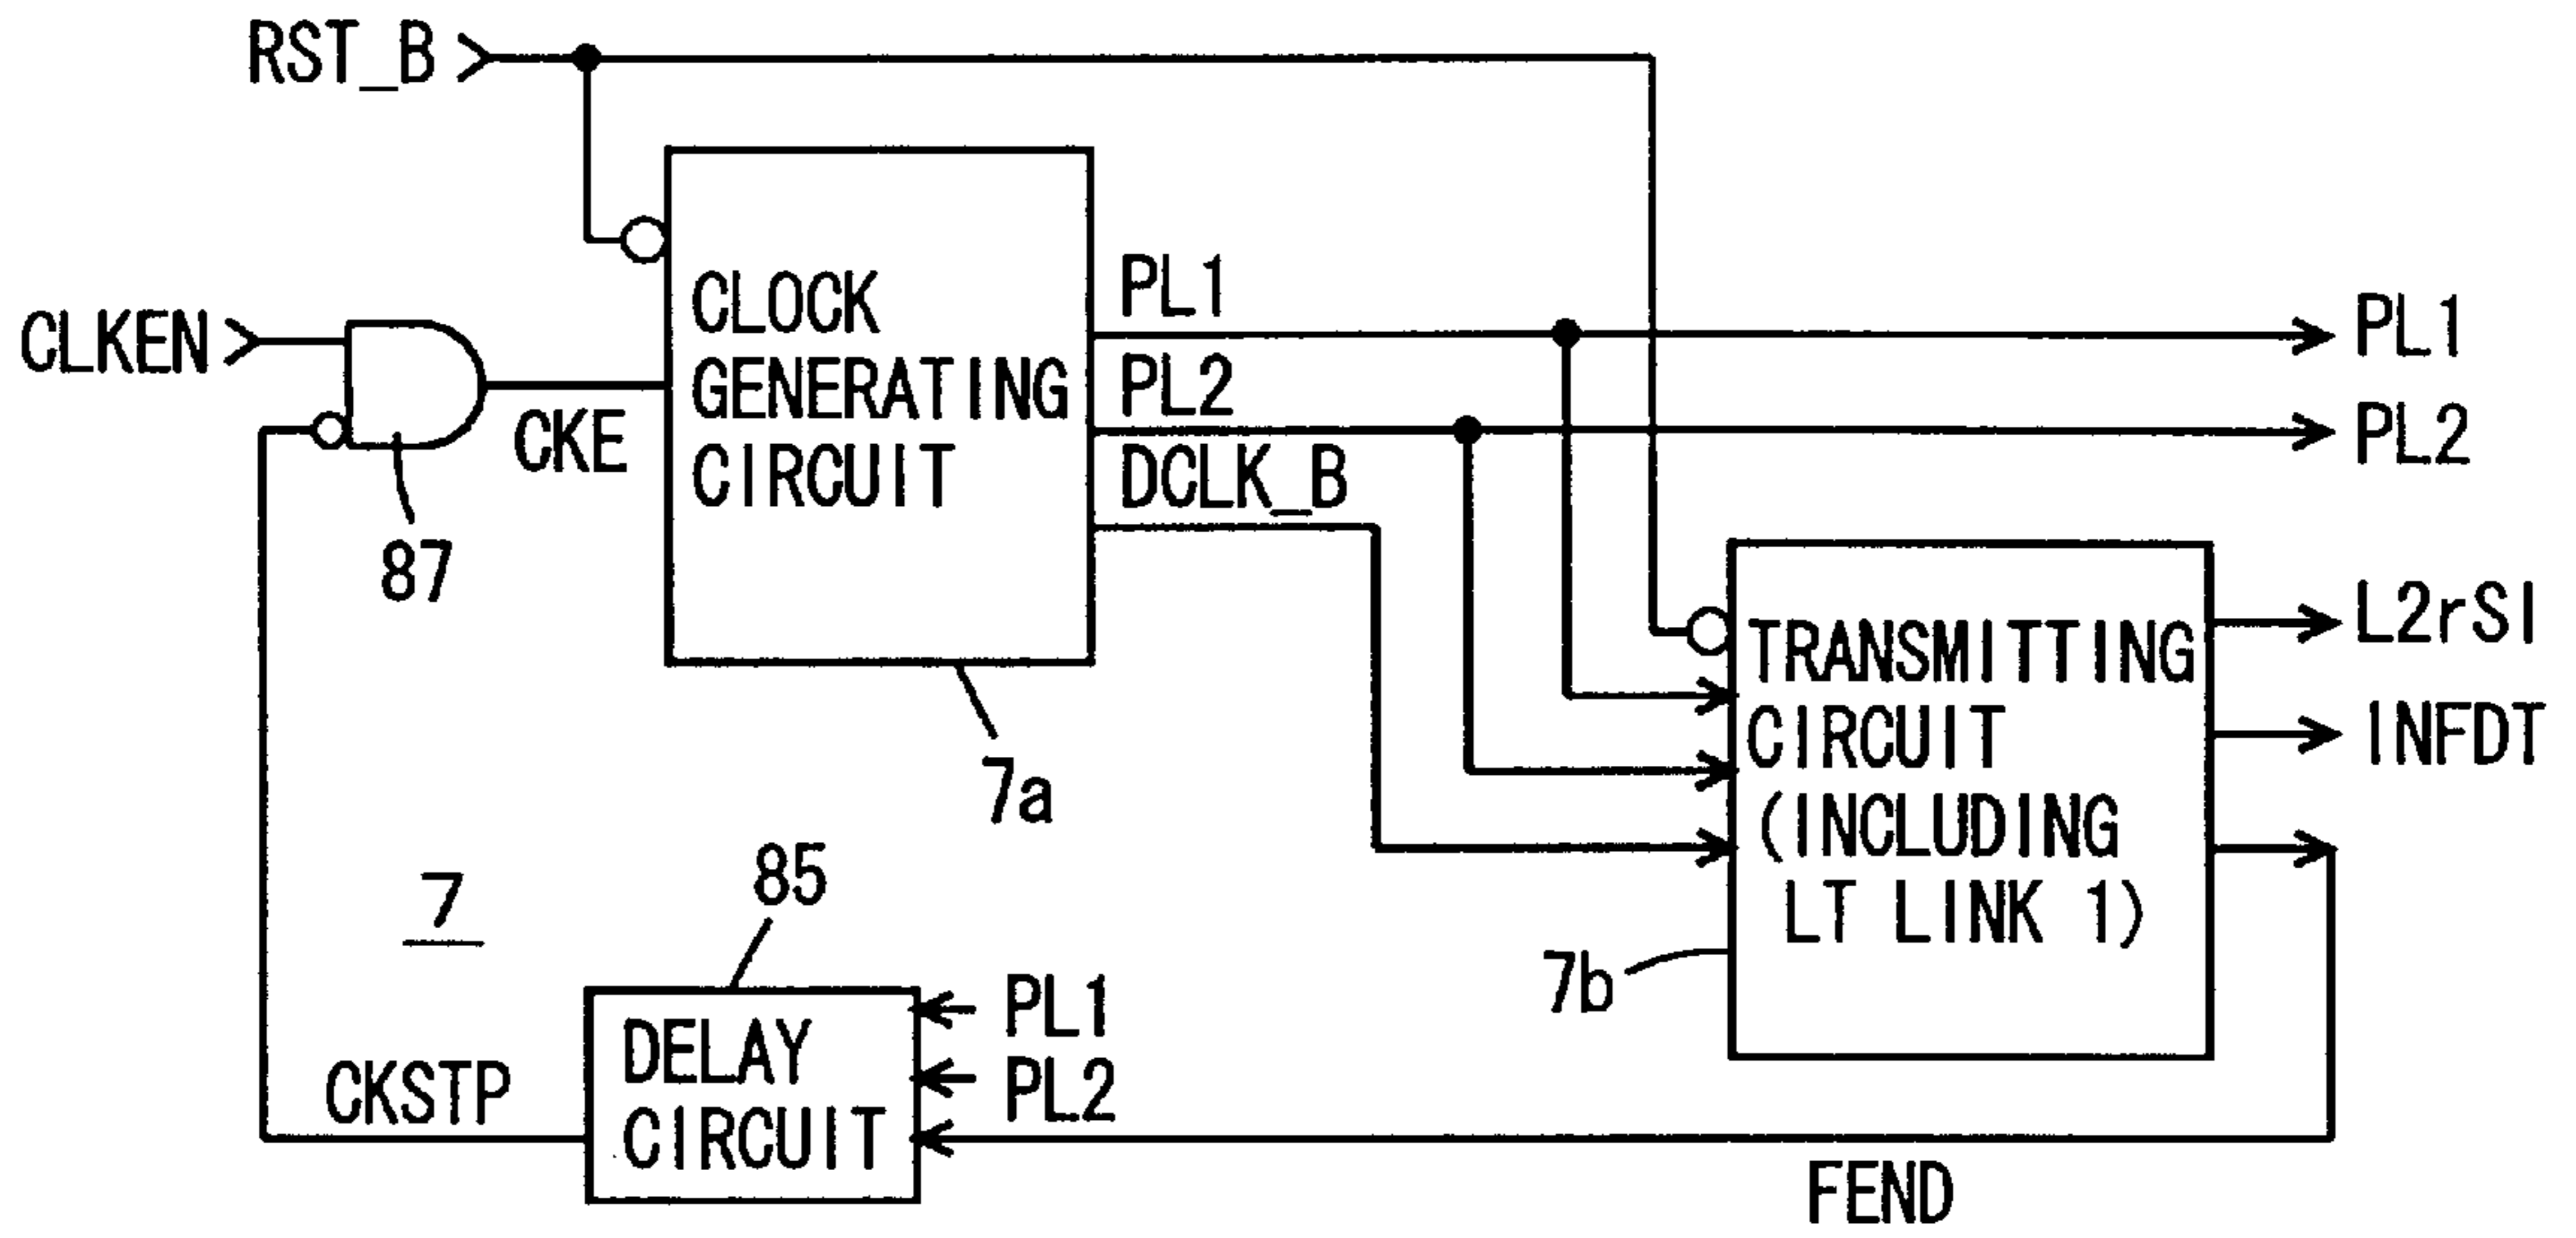 RST_B
CLKEN
87
CKE
CLOCK
GENERATING
CIRCUIT
7a
PL1
PL2
DCLK_B
PL1
PL2
TRANSMITTING
CIRCUIT
(INCLUDING
LT LINK 1)
7b
L2rSI
INFDT
7
85
DELAY
CIRCUIT
PL1
PL2
CKSTP
FEND